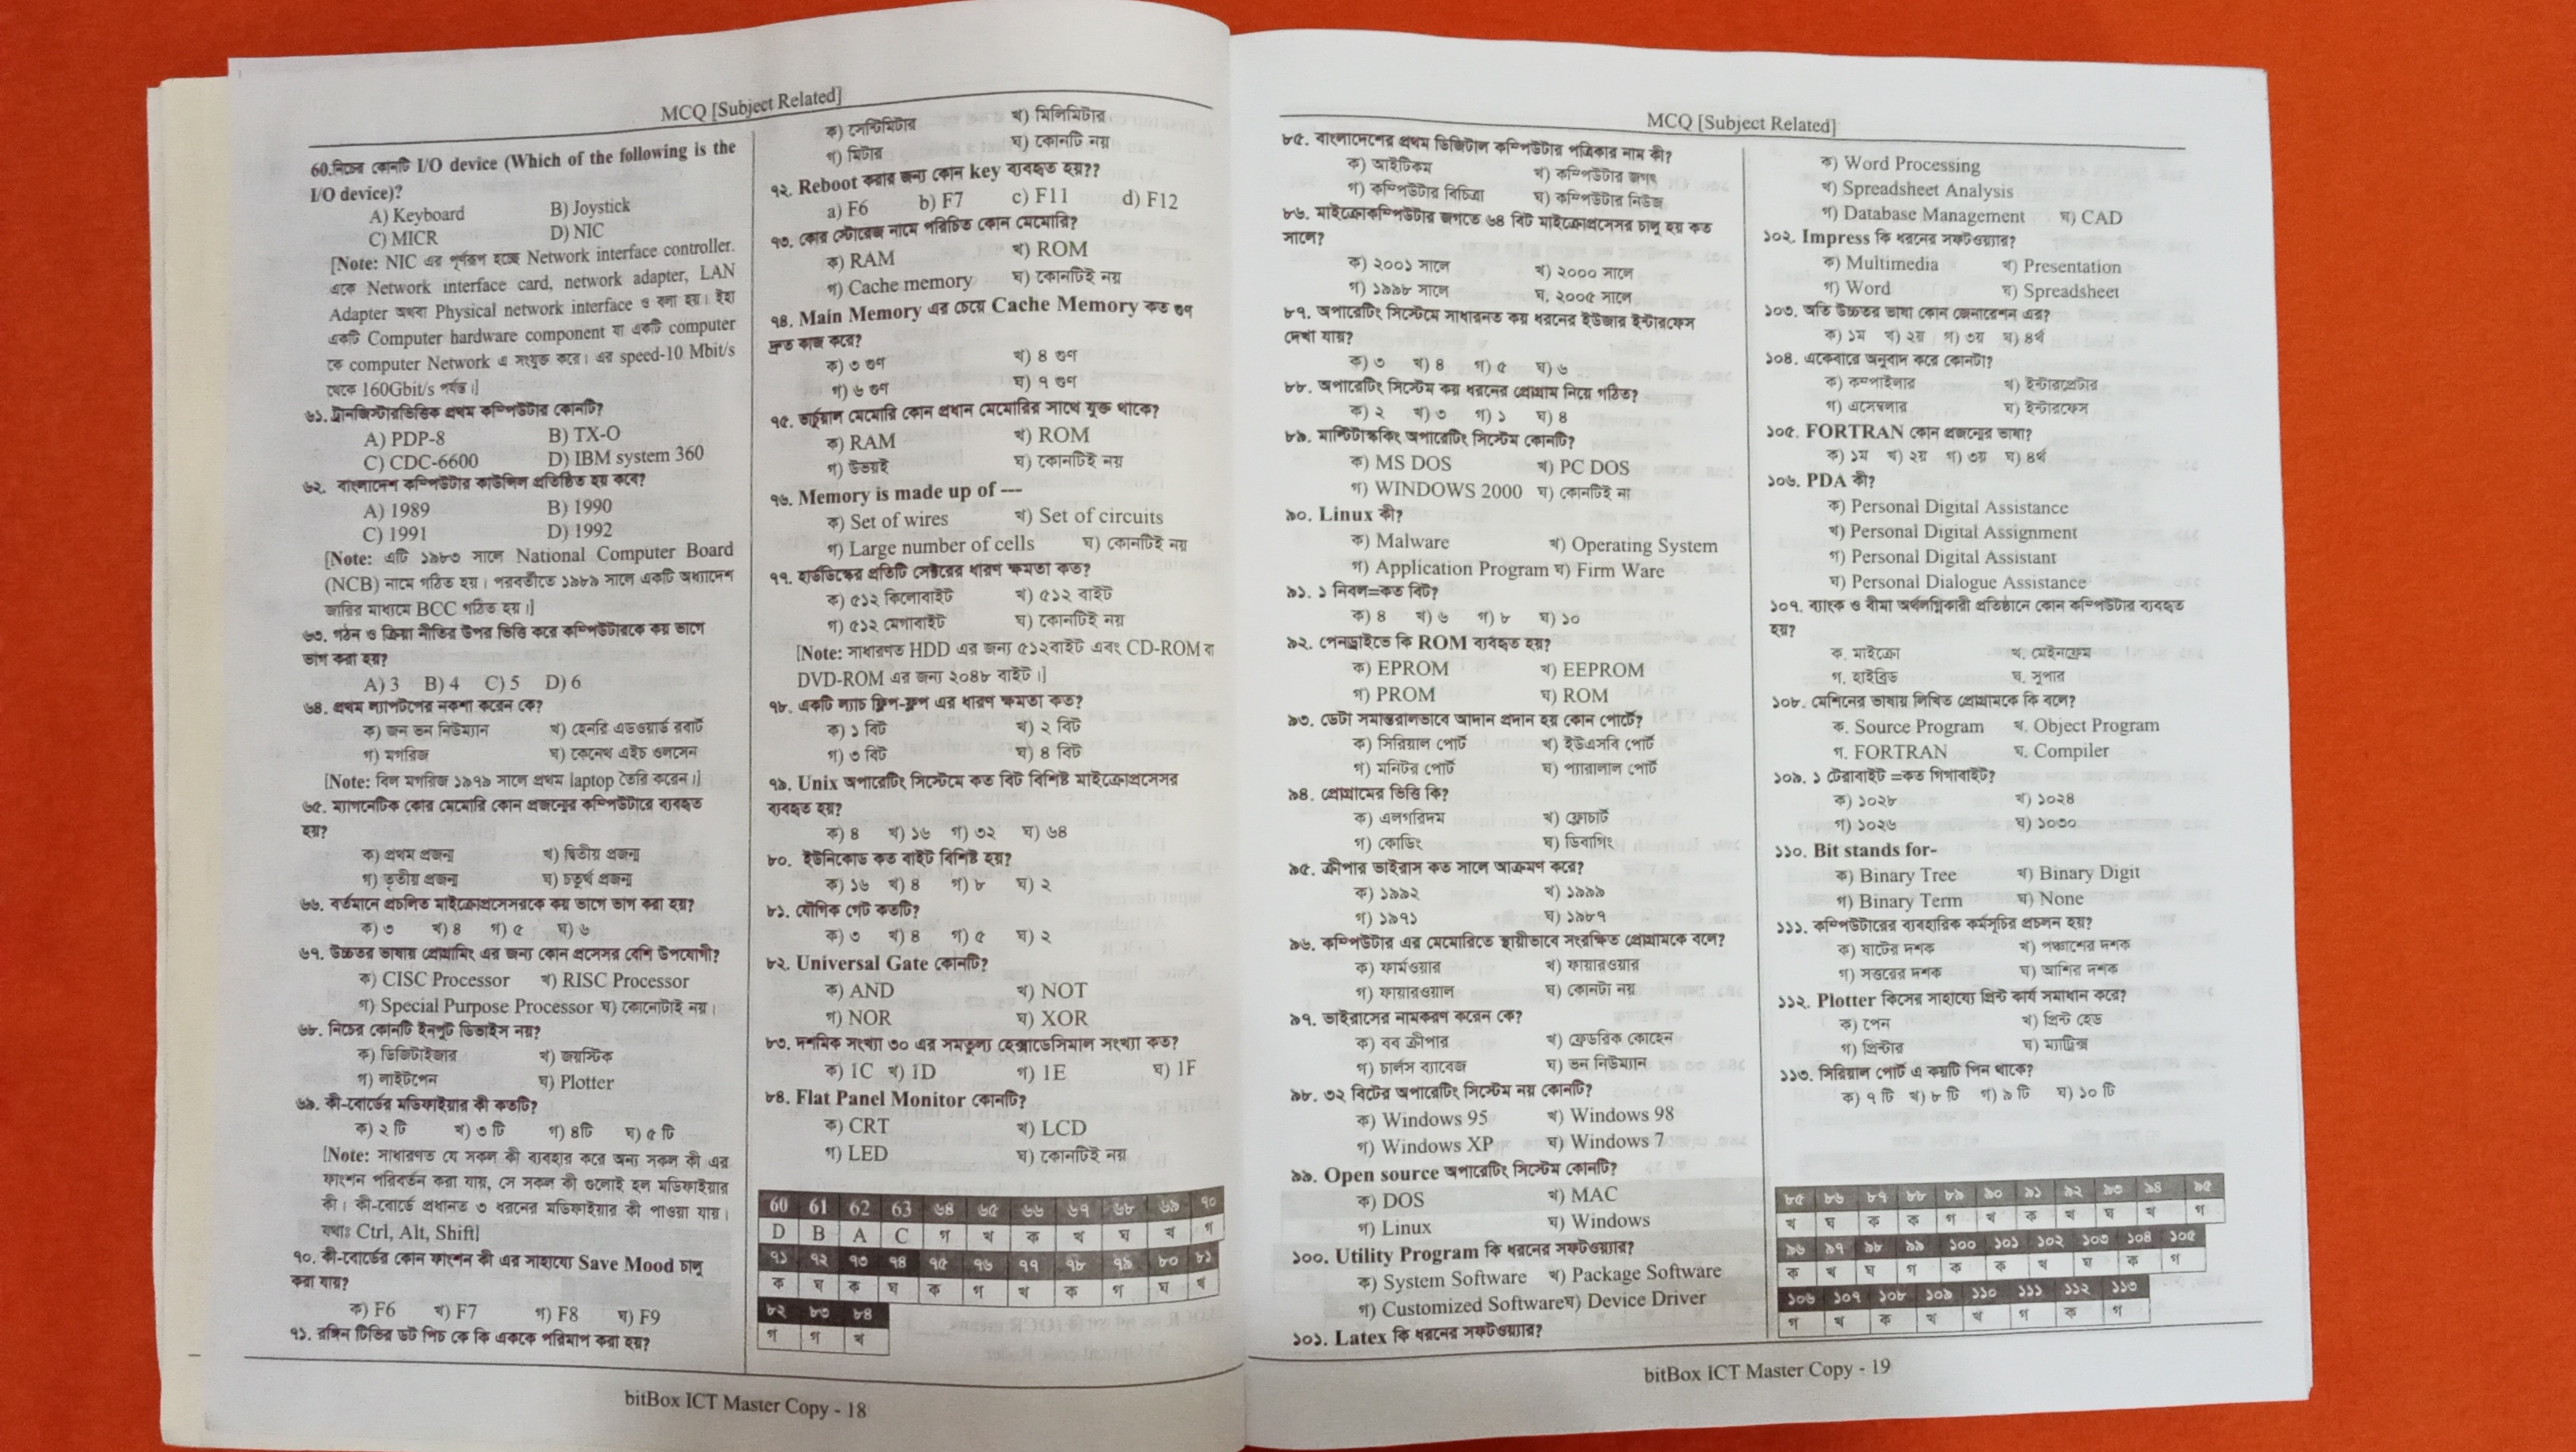 MCQ [Subject Related]
60.নিচের কোনটি I/O device (Which of the following is the
I/O device)?
A) Keyboard B) Joystick
C) MICR D) NIC
[Note: NIC এর পূর্ণরূপ হচ্ছে Network interface controller.
একে Network interface card, network adapter, LAN
Adapter অথবা Physical network interface ও বলা হয়। ইহা
একটি Computer hardware component যা একটি computer
কে computer Network এ সংযুক্ত করে। এর speed-10 Mbit/s
থেকে 160Gbit/s পর্যন্ত।]
৬১. ট্রানজিস্টারভিত্তিক প্রথম কম্পিউটার কোনটি?
A) PDP-8 B) TX-O
C) CDC-6600 D) IBM system 360
৬২. বাংলাদেশ কম্পিউটার কাউন্সিল প্রতিষ্ঠিত হয় কবে?
A) 1989 B) 1990
C) 1991 D) 1992
[Note: এটি ১৯৮৩ সালে National Computer Board
(NCB) নামে গঠিত হয়। পরবর্তীতে ১৯৮৯ সালে একটি অধ্যাদেশ
জারির মাধ্যমে BCC গঠিত হয়।]
৬৩. গঠন ও ক্রিয়া নীতির উপর ভিত্তি করে কম্পিউটারকে কয় ভাগে
ভাগ করা হয়?
A) 3 B) 4 C) 5 D) 6
৬৪. প্রথম ল্যাপটপের নকশা করেন কে?
ক) জন ভন নিউম্যান খ) হেনরি এডওয়ার্ড রবার্ট
গ) মগরিজ ঘ) কেনেথ এইচ ওলসেন
[Note: বিল মগরিজ ১৯৭৯ সালে প্রথম laptop তৈরি করেন।]
৬৫. ম্যাগনেটিক কোর মেমোরি কোন প্রজন্মের কম্পিউটারে ব্যবহৃত
হয়?
ক) প্রথম প্রজন্ম খ) দ্বিতীয় প্রজন্ম
গ) তৃতীয় প্রজন্ম ঘ) চতুর্থ প্রজন্ম
৬৬. বর্তমানে প্রচলিত মাইক্রোপ্রসেসরকে কয় ভাগে ভাগ করা হয়?
ক) ৩ খ) ৪ গ) ৫ ঘ) ৬
৬৭. উচ্চতর ভাষায় প্রোগ্রামিং এর জন্য কোন প্রসেসর বেশি উপযোগী?
ক) CISC Processor খ) RISC Processor
গ) Special Purpose Processor ঘ) কোনোটাই নয়।
৬৮. নিচের কোনটি ইনপুট ডিভাইস নয়?
ক) ডিজিটাইজার খ) জয়স্টিক
গ) লাইটপেন ঘ) Plotter
৬৯. কী-বোর্ডের মডিফাইয়ার কী কতটি?
ক) ২ টি খ) ৩ টি গ) ৪টি ঘ) ৫ টি
[Note: সাধারণত যে সকল কী ব্যবহার করে অন্য সকল কী এর
ফাংশন পরিবর্তন করা যায়, সে সকল কী গুলোই হল মডিফাইয়ার
কী। কী-বোর্ডে প্রধানত ৩ ধরনের মডিফাইয়ার কী পাওয়া যায়।
যথাঃ Ctrl, Alt, Shift]
৭০. কী-বোর্ডের কোন ফাংশন কী এর সাহায্যে Save Mood চালু
করা যায়?
ক) F6 খ) F7 গ) F8 ঘ) F9
৭১. রঙ্গিন টিভির ডট পিচ কে কি এককে পরিমাপ করা হয়?
ক) সেন্টিমিটার খ) মিলিমিটার
গ) মিটার ঘ) কোনটি নয়
৭২. Reboot করার জন্য কোন key ব্যবহৃত হয়??
a) F6 b) F7 c) F11 d) F12
৭৩. কোর স্টোরেজ নামে পরিচিত কোন মেমোরি?
ক) RAM খ) ROM
গ) Cache memory ঘ) কোনটিই নয়
৭৪. Main Memory এর চেয়ে Cache Memory কত গুণ
দ্রুত কাজ করে?
ক) ৩ গুণ খ) ৪ গুণ
গ) ৬ গুণ ঘ) ৭ গুণ
৭৫. ভার্চুয়াল মেমোরি কোন প্রধান মেমোরির সাথে যুক্ত থাকে?
ক) RAM খ) ROM
গ) উভয়ই ঘ) কোনটিই নয়
৭৬. Memory is made up of ---
ক) Set of wires খ) Set of circuits
গ) Large number of cells ঘ) কোনটিই নয়
৭৭. হার্ডডিস্কের প্রতিটি সেক্টরের ধারণ ক্ষমতা কত?
ক) ৫১২ কিলোবাইট খ) ৫১২ বাইট
গ) ৫১২ মেগাবাইট ঘ) কোনটিই নয়
[Note: সাধারণত HDD এর জন্য ৫১২বাইট এবং CD-ROM বা
DVD-ROM এর জন্য ২০৪৮ বাইট।]
৭৮. একটি ল্যাচ ফ্লিপ-ফ্লপ এর ধারণ ক্ষমতা কত?
ক) ১ বিট খ) ২ বিট
গ) ৩ বিট ঘ) ৪ বিট
৭৯. Unix অপারেটিং সিস্টেমে কত বিট বিশিষ্ট মাইক্রোপ্রসেসর
ব্যবহৃত হয়?
ক) ৪ খ) ১৬ গ) ৩২ ঘ) ৬৪
৮০. ইউনিকোড কত বাইট বিশিষ্ট হয়?
ক) ১৬ খ) ৪ গ) ৮ ঘ) ২
৮১. যৌগিক গেট কতটি?
ক) ৩ খ) ৪ গ) ৫ ঘ) ২
৮২. Universal Gate কোনটি?
ক) AND খ) NOT
গ) NOR ঘ) XOR
৮৩. দশমিক সংখ্যা ৩০ এর সমতুল্য হেক্সাডেসিমাল সংখ্যা কত?
ক) 1C খ) 1D গ) 1E ঘ) 1F
৮৪. Flat Panel Monitor কোনটি?
ক) CRT খ) LCD
গ) LED ঘ) কোনটিই নয়
60 61 62 63 ৬৪ ৬৫ ৬৬ ৬৭ ৬৮ ৬৯ ৭০
D B A C গ খ ক খ ঘ খ গ
৭১ ৭২ ৭৩ ৭৪ ৭৫ ৭৬ ৭৭ ৭৮ ৭৯ ৮০ ৮১
ক ঘ ক ঘ ক গ খ ক গ ঘ খ
৮২ ৮৩ ৮৪
গ গ খ
bitBox ICT Master Copy - 18
MCQ [Subject Related]
৮৫. বাংলাদেশের প্রথম ডিজিটাল কম্পিউটার পত্রিকার নাম কী?
ক) আইটিকম খ) কম্পিউটার জগৎ
গ) কম্পিউটার বিচিত্রা ঘ) কম্পিউটার নিউজ
৮৬. মাইক্রোকম্পিউটার জগতে ৬৪ বিট মাইক্রোপ্রসেসর চালু হয় কত
সালে?
ক) ২০০১ সালে খ) ২০০০ সালে
গ) ১৯৯৮ সালে ঘ. ২০০৫ সালে
৮৭. অপারেটিং সিস্টেমে সাধারনত কয় ধরনের ইউজার ইন্টারফেস
দেখা যায়?
ক) ৩ খ) ৪ গ) ৫ ঘ) ৬
৮৮. অপারেটিং সিস্টেম কয় ধরনের প্রোগ্রাম নিয়ে গঠিত?
ক) ২ খ) ৩ গ) ১ ঘ) ৪
৮৯. মাল্টিটাস্ককিং অপারেটিং সিস্টেম কোনটি?
ক) MS DOS খ) PC DOS
গ) WINDOWS 2000 ঘ) কোনটিই না
৯০. Linux কী?
ক) Malware খ) Operating System
গ) Application Program ঘ) Firm Ware
৯১. ১ নিবল=কত বিট?
ক) ৪ খ) ৬ গ) ৮ ঘ) ১০
৯২. পেনড্রাইভে কি ROM ব্যবহৃত হয়?
ক) EPROM খ) EEPROM
গ) PROM ঘ) ROM
৯৩. ডেটা সমান্তরালভাবে আদান প্রদান হয় কোন পোর্টে?
ক) সিরিয়াল পোর্ট খ) ইউএসবি পোর্ট
গ) মনিটর পোর্ট ঘ) প্যারালাল পোর্ট
৯৪. প্রোগ্রামের ভিত্তি কি?
ক) এলগরিদম খ) ফ্লোচার্ট
গ) কোডিং ঘ) ডিবাগিং
৯৫. ক্রীপার ভাইরাস কত সালে আক্রমণ করে?
ক) ১৯৯২ খ) ১৯৯৯
গ) ১৯৭১ ঘ) ১৯৮৭
৯৬. কম্পিউটার এর মেমোরিতে স্থায়ীভাবে সংরক্ষিত প্রোগ্রামকে বলে?
ক) ফার্মওয়ার খ) ফায়ারওয়ার
গ) ফায়ারওয়াল ঘ) কোনটা নয়
৯৭. ভাইরাসের নামকরণ করেন কে?
ক) বব ক্রীপার খ) ফ্রেডরিক কোহেন
গ) চার্লস ব্যাবেজ ঘ) ভন নিউম্যান
৯৮. ৩২ বিটের অপারেটিং সিস্টেম নয় কোনটি?
ক) Windows 95 খ) Windows 98
গ) Windows XP ঘ) Windows 7
৯৯. Open source অপারেটিং সিস্টেম কোনটি?
ক) DOS খ) MAC
গ) Linux ঘ) Windows
১০০. Utility Program কি ধরনের সফটওয়্যার?
ক) System Software খ) Package Software
গ) Customized Softwareঘ) Device Driver
১০১. Latex কি ধরনের সফটওয়্যার?
ক) Word Processing
খ) Spreadsheet Analysis
গ) Database Management ঘ) CAD
১০২. Impress কি ধরনের সফটওয়্যার?
ক) Multimedia খ) Presentation
গ) Word ঘ) Spreadsheet
১০৩. অতি উচ্চতর ভাষা কোন জেনারেশন এর?
ক) ১ম খ) ২য় গ) ৩য় ঘ) ৪র্থ
১০৪. একেবারে অনুবাদ করে কোনটা?
ক) কম্পাইলার খ) ইন্টারপ্রেটার
গ) এসেম্বলার ঘ) ইন্টারফেস
১০৫. FORTRAN কোন প্রজন্মের ভাষা?
ক) ১ম খ) ২য় গ) ৩য় ঘ) ৪র্থ
১০৬. PDA কী?
ক) Personal Digital Assistance
খ) Personal Digital Assignment
গ) Personal Digital Assistant
ঘ) Personal Dialogue Assistance
১০৭. ব্যাংক ও বীমা অর্থলগ্নিকারী প্রতিষ্ঠানে কোন কম্পিউটার ব্যবহৃত
হয়?
ক. মাইক্রো খ. মেইনফ্রেম
গ. হাইব্রিড ঘ. সুপার
১০৮. মেশিনের ভাষায় লিখিত প্রোগ্রামকে কি বলে?
ক. Source Program খ. Object Program
গ. FORTRAN ঘ. Compiler
১০৯. ১ টেরাবাইট =কত গিগাবাইট?
ক) ১০২৮ খ) ১০২৪
গ) ১০২৬ ঘ) ১০৩০
১১০. Bit stands for-
ক) Binary Tree খ) Binary Digit
গ) Binary Term ঘ) None
১১১. কম্পিউটারের ব্যবহারিক কর্মসূচির প্রচলন হয়?
ক) ষাটের দশক খ) পঞ্চাশের দশক
গ) সত্তরের দশক ঘ) আশির দশক
১১২. Plotter কিসের সাহায্যে প্রিন্ট কার্য সমাধান করে?
ক) পেন খ) প্রিন্ট হেড
গ) প্রিন্টার ঘ) ম্যাট্রিক্স
১১৩. সিরিয়াল পোর্ট এ কয়টি পিন থাকে?
ক) ৭ টি খ) ৮ টি গ) ৯ টি ঘ) ১০ টি
৮৫ ৮৬ ৮৭ ৮৮ ৮৯ ৯০ ৯১ ৯২ ৯৩ ৯৪ ৯৫
খ ঘ ক ক গ খ ক খ ঘ খ গ
৯৬ ৯৭ ৯৮ ৯৯ ১০০ ১০১ ১০২ ১০৩ ১০৪ ১০৫
ক খ ঘ গ ক ক খ ঘ ক গ
১০৬ ১০৭ ১০৮ ১০৯ ১১০ ১১১ ১১২ ১১৩
গ খ ক খ খ গ ক গ
bitBox ICT Master Copy - 19